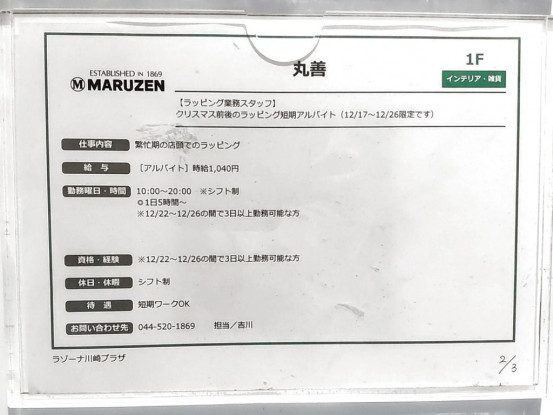 ESTABLISHED IN 1869
M MARUZEN
丸善
1F
インテリア・雑貨
【ラッピング業務スタッフ】
クリスマス前後のラッピング短期アルバイト（12/17～12/26限定です）
仕事内容 繁忙期の店頭でのラッピング
給与 ［アルバイト］時給1,040円
勤務曜日・時間 10:00～20:00 ※シフト制
◎1日5時間～
※12/22～12/26の間で3日以上勤務可能な方
資格・経験 ※12/22～12/26の間で3日以上勤務可能な方
休日・休暇 シフト制
待遇 短期ワークOK
お問い合わせ先 044-520-1869 担当／吉川
ラゾーナ川崎プラザ
2/3